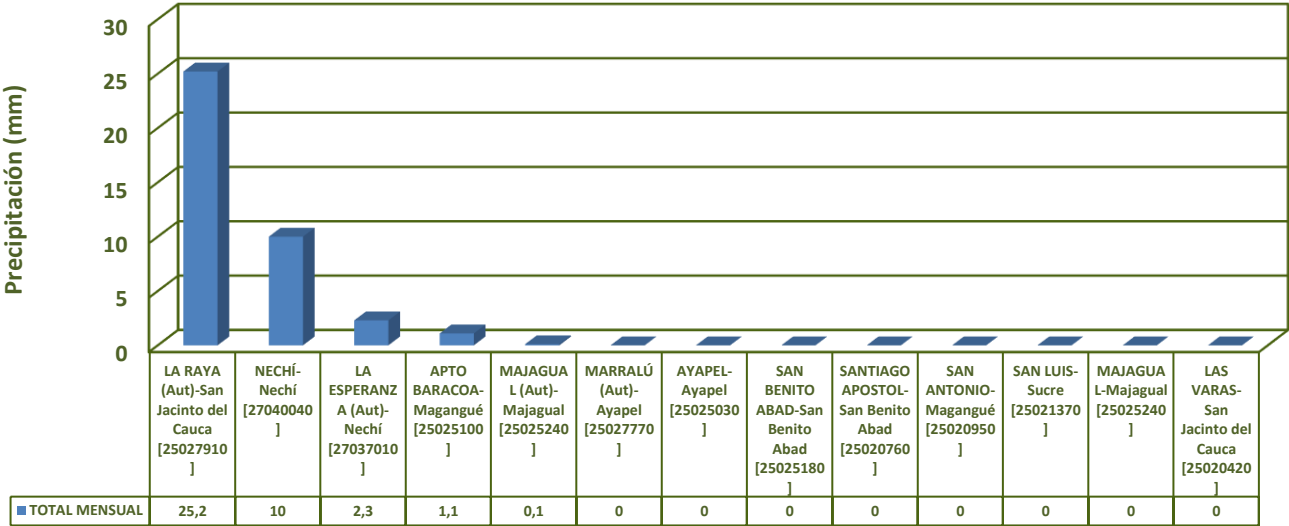 Precipitación (mm)
30
25
20
15
10
5
0
LA RAYA
(Aut)-San
Jacinto del
Cauca
[25027910
]
NECHÍ-
Nechí
[27040040
]
LA
ESPERANZ
A (Aut)-
Nechí
[27037010
]
APTO
BARACOA-
Magangué
[25025100
]
MAJAGUA
L (Aut)-
Majagual
[25025240
]
MARRALÚ
(Aut)-
Ayapel
[25027770
]
AYAPEL-
Ayapel
[25025030
]
SAN
BENITO
ABAD-San
Benito
Abad
[25025180
]
SANTIAGO
APOSTOL-
San Benito
Abad
[25020760
]
SAN
ANTONIO-
Magangué
[25020950
]
SAN LUIS-
Sucre
[25021370
]
MAJAGUA
L-Majagual
[25025240
]
LAS
VARAS-
San
Jacinto del
Cauca
[25020420
]
TOTAL MENSUAL 25,2 10 2,3 1,1 0,1 0 0 0 0 0 0 0 0